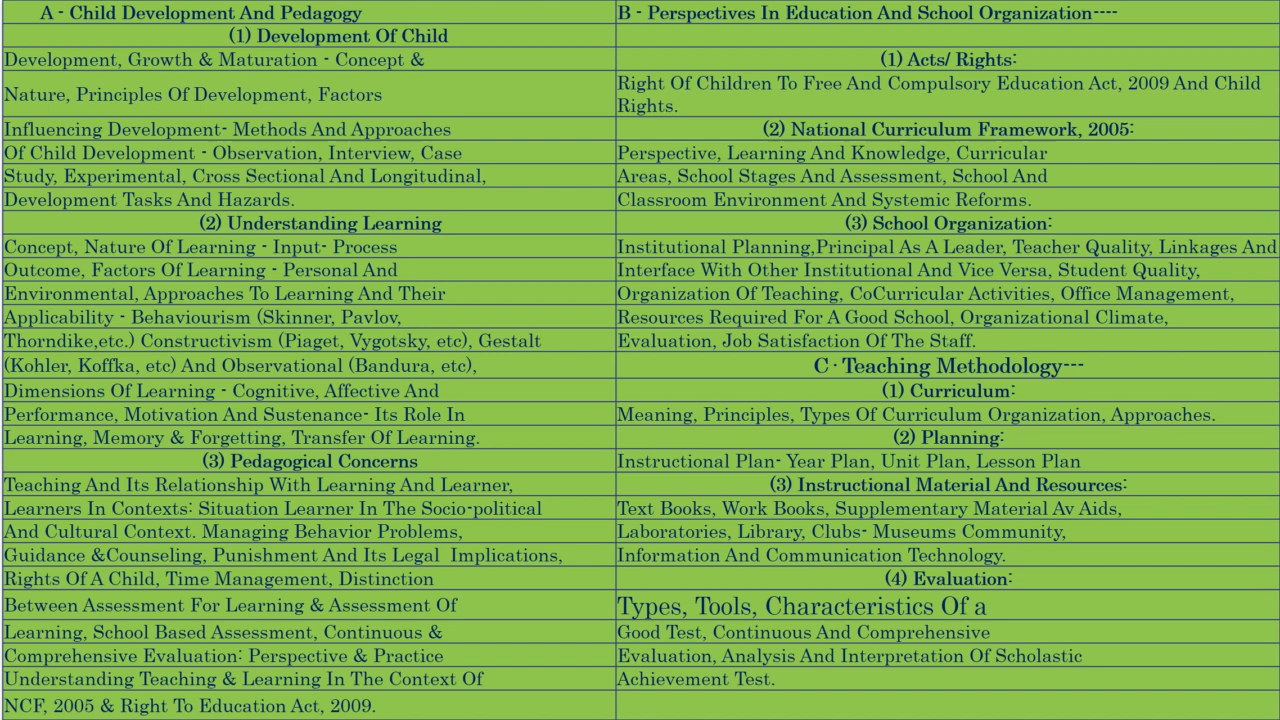 A - Child Development And Pedagogy
(1) Development Of Child
Development, Growth & Maturation - Concept &
Nature, Principles Of Development, Factors
Influencing Development- Methods And Approaches
Of Child Development - Observation, Interview, Case
Study, Experimental, Cross Sectional And Longitudinal,
Development Tasks And Hazards.
(2) Understanding Learning
Concept, Nature Of Learning - Input- Process
Outcome, Factors Of Learning - Personal And
Environmental, Approaches To Learning And Their
Applicability - Behaviourism (Skinner, Pavlov,
Thorndike,etc.) Constructivism (Piaget, Vygotsky, etc), Gestalt
(Kohler, Koffka, etc) And Observational (Bandura, etc),
Dimensions Of Learning - Cognitive, Affective And
Performance, Motivation And Sustenance- Its Role In
Learning, Memory & Forgetting, Transfer Of Learning.
(3) Pedagogical Concerns
Teaching And Its Relationship With Learning And Learner,
Learners In Contexts: Situation Learner In The Socio-political
And Cultural Context. Managing Behavior Problems,
Guidance &Counseling, Punishment And Its Legal Implications,
Rights Of A Child, Time Management, Distinction
Between Assessment For Learning & Assessment Of
Learning, School Based Assessment, Continuous &
Comprehensive Evaluation: Perspective & Practice
Understanding Teaching & Learning In The Context Of
NCF, 2005 & Right To Education Act, 2009.
B - Perspectives In Education And School Organization----
(1) Acts/ Rights:
Right Of Children To Free And Compulsory Education Act, 2009 And Child
Rights.
(2) National Curriculum Framework, 2005:
Perspective, Learning And Knowledge, Curricular
Areas, School Stages And Assessment, School And
Classroom Environment And Systemic Reforms.
(3) School Organization:
Institutional Planning,Principal As A Leader, Teacher Quality, Linkages And
Interface With Other Institutional And Vice Versa, Student Quality,
Organization Of Teaching, CoCurricular Activities, Office Management,
Resources Required For A Good School, Organizational Climate,
Evaluation, Job Satisfaction Of The Staff.
C - Teaching Methodology---
(1) Curriculum:
Meaning, Principles, Types Of Curriculum Organization, Approaches.
(2) Planning:
Instructional Plan- Year Plan, Unit Plan, Lesson Plan
(3) Instructional Material And Resources:
Text Books, Work Books, Supplementary Material Av Aids,
Laboratories, Library, Clubs- Museums Community,
Information And Communication Technology.
(4) Evaluation:
Types, Tools, Characteristics Of a
Good Test, Continuous And Comprehensive
Evaluation, Analysis And Interpretation Of Scholastic
Achievement Test.